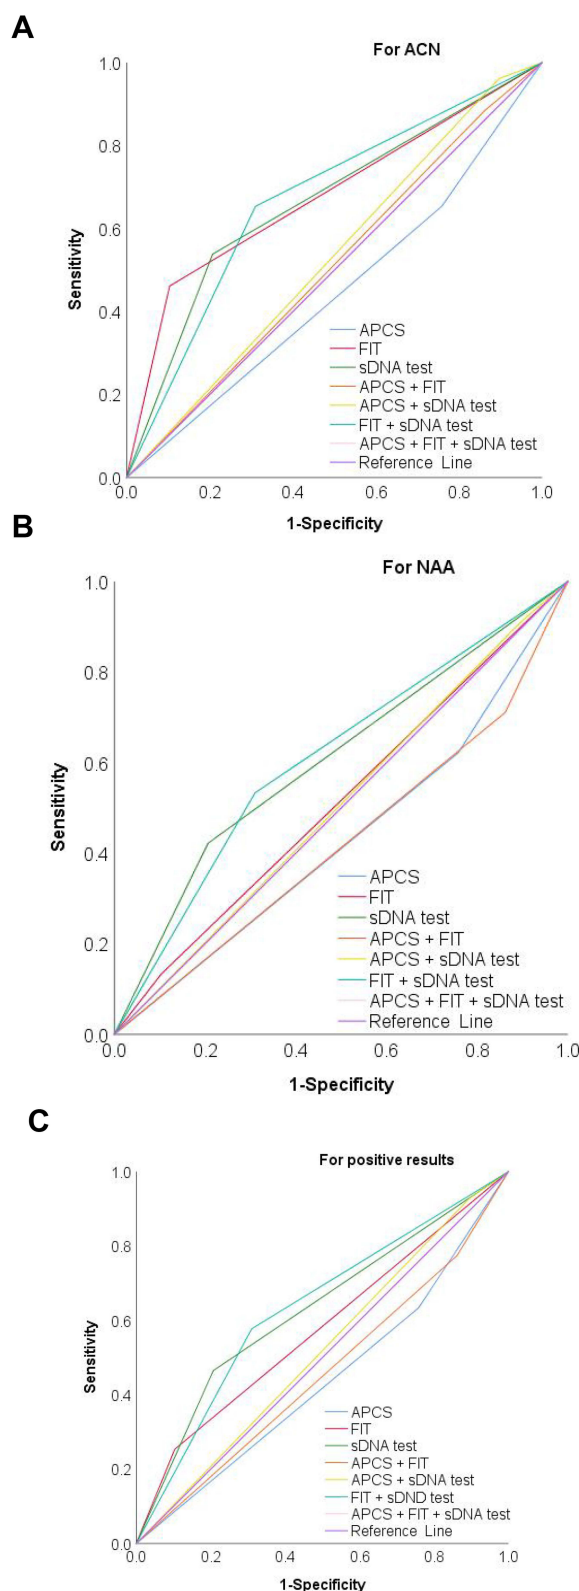 A
For ACN
1.0
0.8
0.6
0.4
0.2
0.0
Sensitivity
APCS
FIT
sDNA test
APCS + FIT
APCS + sDNA test
FIT + sDNA test
APCS + FIT + sDNA test
Reference Line
0.0 0.2 0.4 0.6 0.8 1.0
1-Specificity
B
For NAA
1.0
0.8
0.6
0.4
0.2
0.0
Sensitivity
APCS
FIT
sDNA test
APCS + FIT
APCS + sDNA test
FIT + sDNA test
APCS + FIT + sDNA test
Reference Line
0.0 0.2 0.4 0.6 0.8 1.0
1-Specificity
C
For positive results
1.0
0.8
0.6
0.4
0.2
0.0
Sensitivity
APCS
FIT
sDNA test
APCS + FIT
APCS + sDNA test
FIT + sDND test
APCS + FIT + sDNA test
Reference Line
0.0 0.2 0.4 0.6 0.8 1.0
1-Specificity